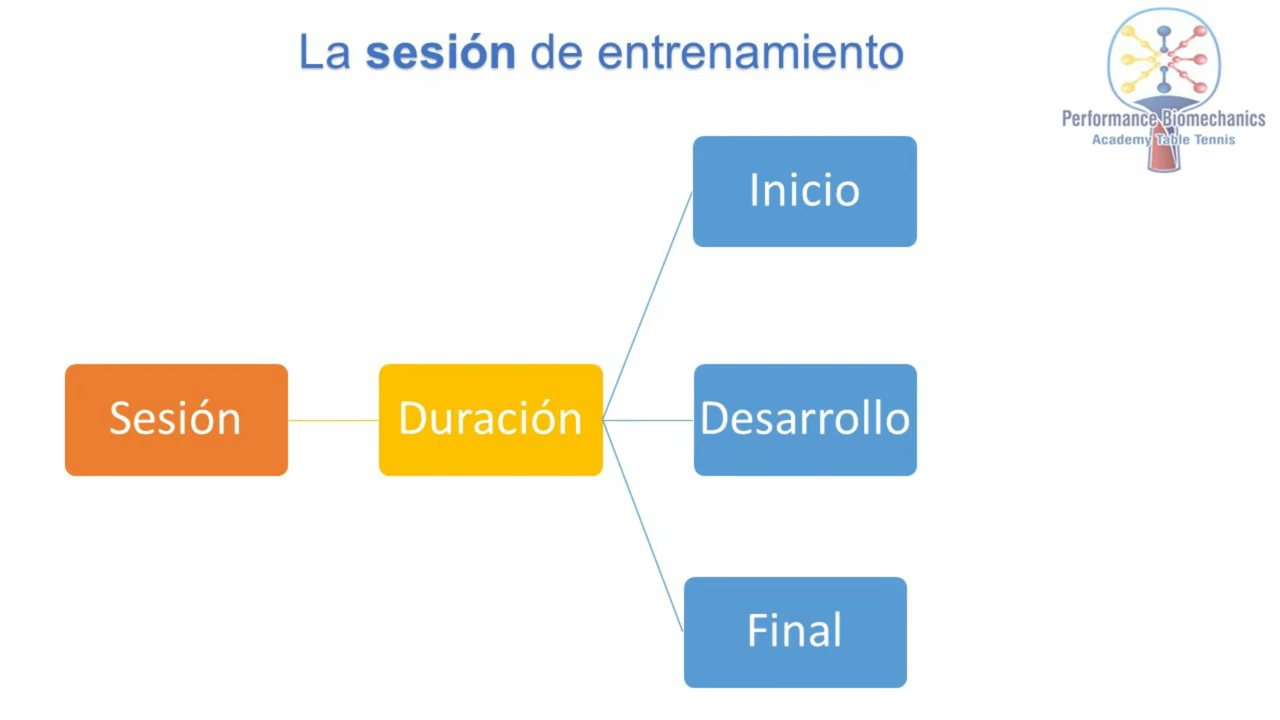 La sesión de entrenamiento
Performance Biomechanics
Academy Table Tennis
Inicio
Sesión
Duración
Desarrollo
Final